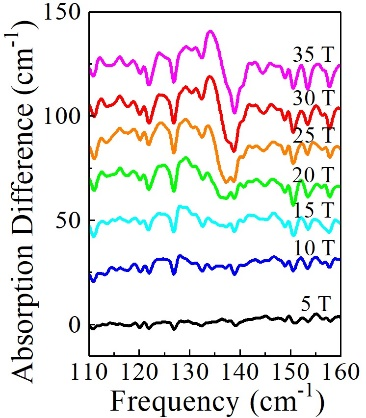 150
100
50
0
Absorption Difference (cm-1)
35 T
30 T
25 T
20 T
15 T
10 T
5 T
110 120 130 140 150 160
Frequency (cm-1)